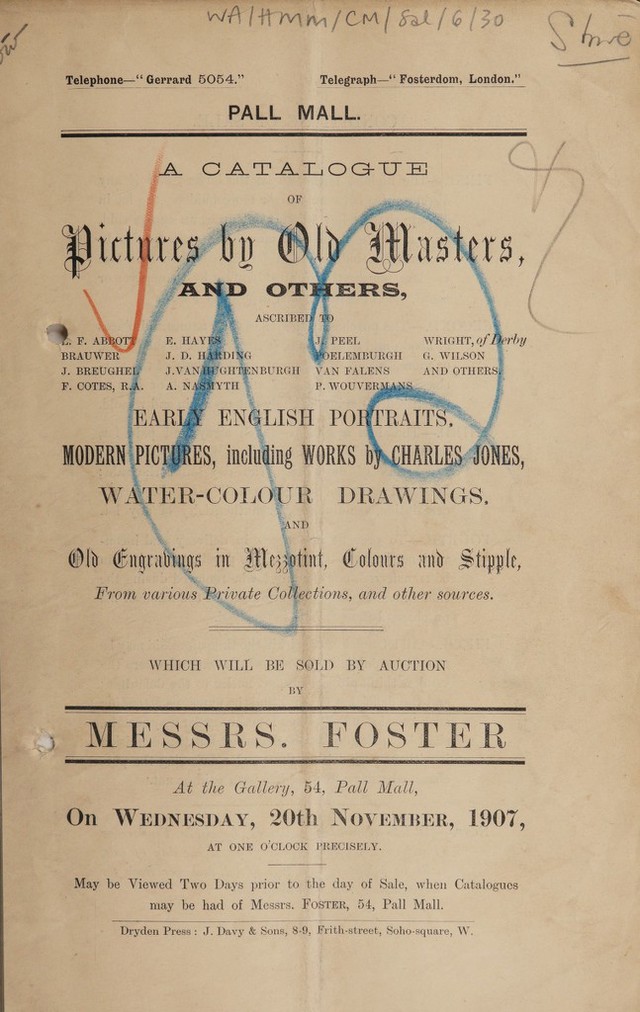 WA/HMM/CM/Sal/6/30
Telephone—"Gerrard 5054."
Telegraph—"Fosterdom, London."
PALL MALL.
A CATALOGUE
OF
Pictures by Old Masters,
AND OTHERS,
ASCRIBED TO
L. F. ABBOTT E. HAYES J. PEEL WRIGHT, of Derby
BRAUWER J. D. HARDING POELEMBURGH G. WILSON
J. BREUGHEL J. VAN HUGHTENBURGH VAN FALENS AND OTHERS.
F. COTES, R.A. A. NASMYTH P. WOUVERMANS
EARLY ENGLISH PORTRAITS,
MODERN PICTURES, including WORKS by CHARLES JONES,
WATER-COLOUR DRAWINGS,
AND
Old Engravings in Mezzotint, Colours and Stipple,
From various Private Collections, and other sources.
WHICH WILL BE SOLD BY AUCTION
BY
MESSRS. FOSTER
At the Gallery, 54, Pall Mall,
On WEDNESDAY, 20th NOVEMBER, 1907,
AT ONE O'CLOCK PRECISELY.
May be Viewed Two Days prior to the day of Sale, when Catalogues
may be had of Messrs. FOSTER, 54, Pall Mall.
Dryden Press: J. Davy & Sons, 8-9, Frith-street, Soho-square, W.